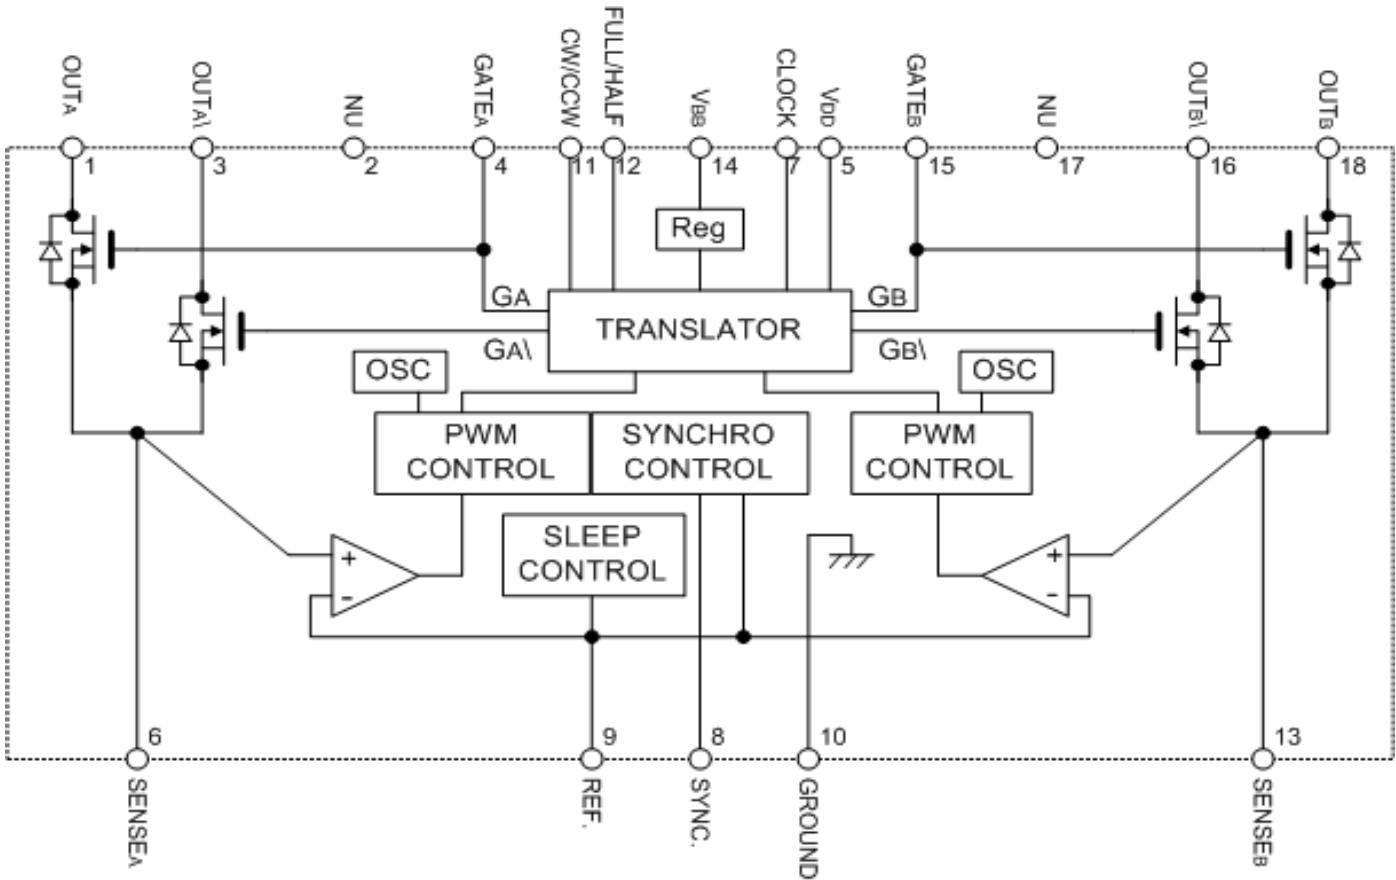 OUTA
OUTA\
NU
GATEA
CW/CCW
FULL/HALF
VBB
CLOCK
VDD
GATEB
NU
OUTB\
OUTB
1
3
2
4
11
12
14
7
5
15
17
16
18
Reg
GA
GB
TRANSLATOR
GA\
GB\
OSC
OSC
PWM
CONTROL
SYNCHRO
CONTROL
PWM
CONTROL
SLEEP
CONTROL
+
-
+
-
6
9
8
10
13
SENSEA
REF.
SYNC.
GROUND
SENSEB